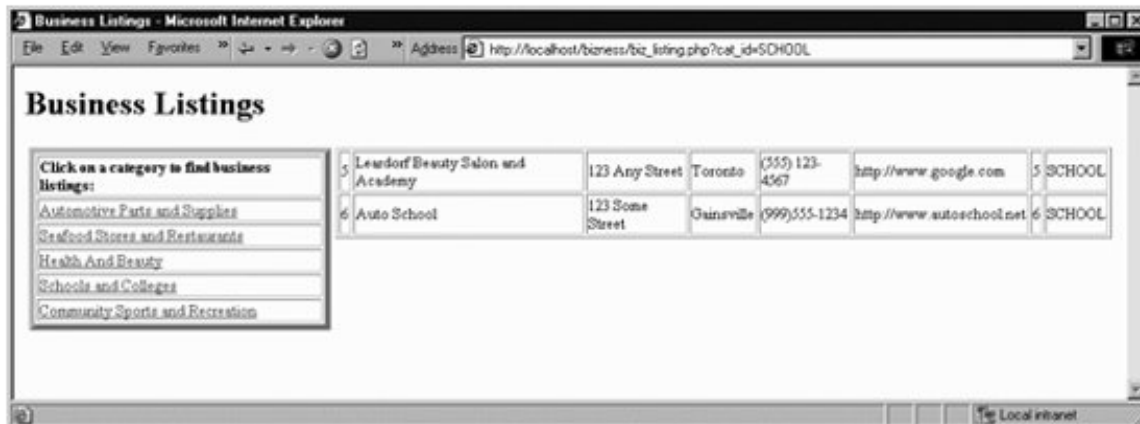 Business Listings - Microsoft Internet Explorer
File Edit View Favorites » Address http://localhost/bizness/biz_listing.php?cat_id=SCHOOL
Business Listings
Click on a category to find business
listings:
Automotive Parts and Supplies
Seafood Stores and Restaurants
Health And Beauty
Schools and Colleges
Community Sports and Recreation
5 Leardorf Beauty Salon and
Academy
123 Any Street Toronto (555) 123-
4567
http://www.google.com 5 SCHOOL
6 Auto School 123 Some
Street
Gainsville (999)555-1234 http://www.autoschool.net 6 SCHOOL
Local intranet